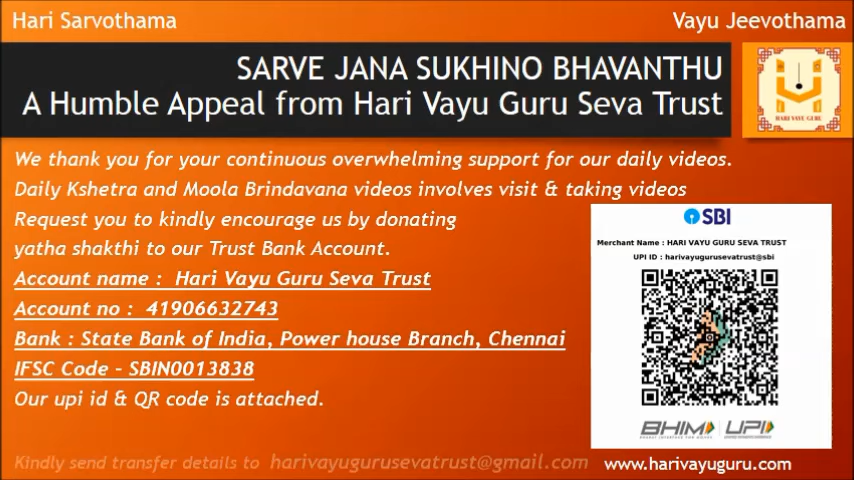 Hari Sarvothama
Vayu Jeevothama
SARVE JANA SUKHINO BHAVANTHU
A Humble Appeal from Hari Vayu Guru Seva Trust
HARI VAYU GURU
We thank you for your continuous overwhelming support for our daily videos.
Daily Kshetra and Moola Brindavana videos involves visit & taking videos
Request you to kindly encourage us by donating
yatha shakthi to our Trust Bank Account.
Account name : Hari Vayu Guru Seva Trust
Account no : 41906632743
Bank : State Bank of India, Power house Branch, Chennai
IFSC Code - SBIN0013838
Our upi id & QR code is attached.
SBI
Merchant Name : HARI VAYU GURU SEVA TRUST
UPI ID : harivayugurusevatrust@sbi
BHIM UPI
Kindly send transfer details to harivayugurusevatrust@gmail.com
www.harivayuguru.com